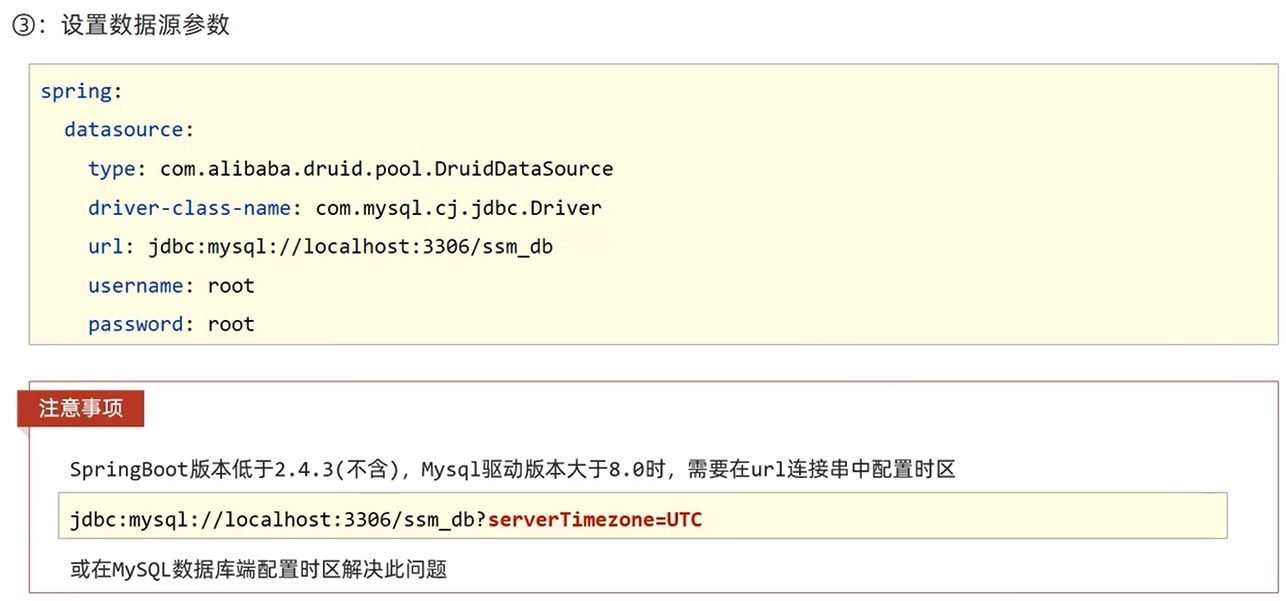 ③：设置数据源参数
spring:
  datasource:
    type: com.alibaba.druid.pool.DruidDataSource
    driver-class-name: com.mysql.cj.jdbc.Driver
    url: jdbc:mysql://localhost:3306/ssm_db
    username: root
    password: root
注意事项
SpringBoot版本低于2.4.3(不含)，Mysql驱动版本大于8.0时，需要在url连接串中配置时区
jdbc:mysql://localhost:3306/ssm_db?serverTimezone=UTC
或在MySQL数据库端配置时区解决此问题